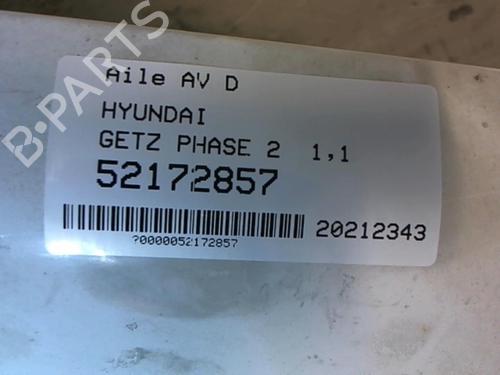 B-PARTS
Aile AV D
HYUNDAI
GETZ PHASE 2 1,1
52172857
20212343
?0000052172857